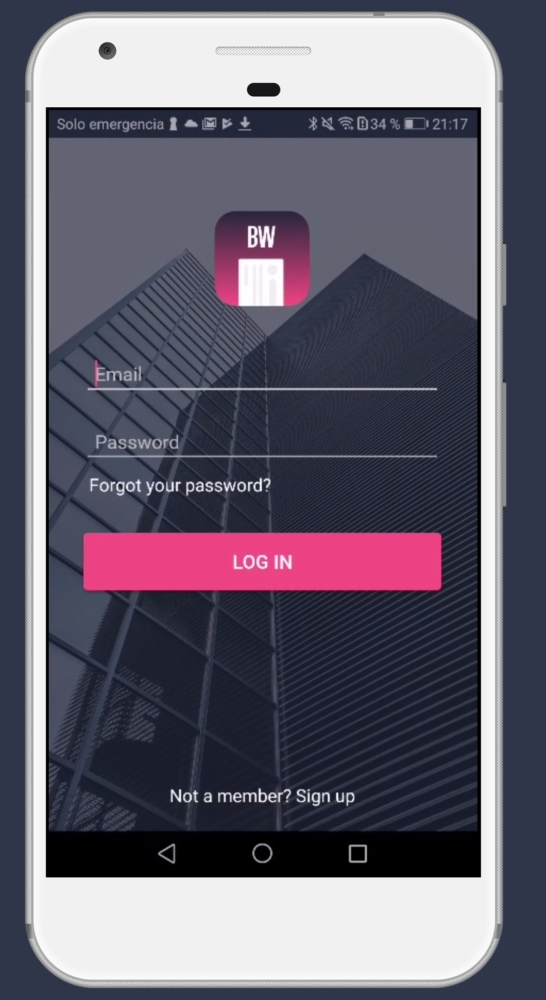 Solo emergencia 34 % 21:17
BW
Email
Password
Forgot your password?
LOG IN
Not a member? Sign up